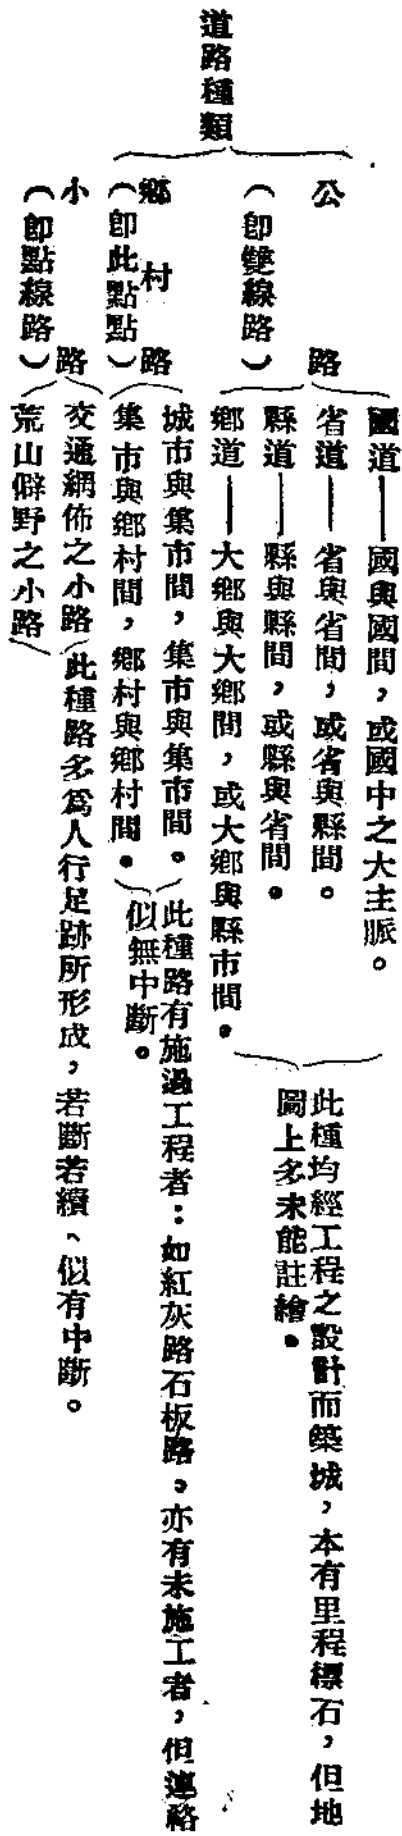 道路種類
公路
（卽雙線路）
國道——國與國間，或國中之大主脈。
省道——省與省間，或省與縣間。
縣道——縣與縣間，或縣與省間。
鄉道——大鄉與大鄉間，或大鄉與縣市間。
此種均經工程之設計而築城，本有里程標石，但地
圖上多未能註繪。
鄉村路
（卽此點點）
城市與集市間，集市與集市間。
集市與鄉村間，鄉村與鄉村間。
此種路有施過工程者：如紅灰路石板路。亦有未施工者，但連絡
似無中斷。
小路
（卽點線路）
交通網佈之小路
荒山僻野之小路
此種路多爲人行足跡所形成，若斷若續、似有中斷。